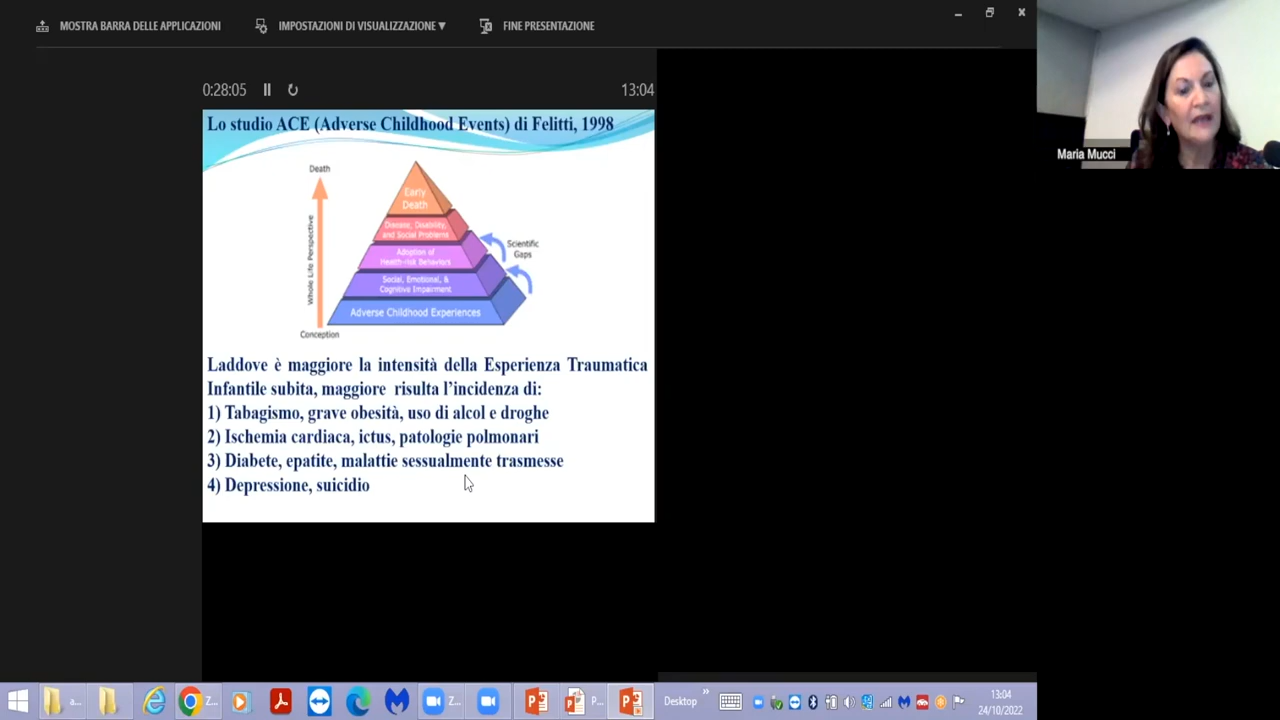 MOSTRA BARRA DELLE APPLICAZIONI
IMPOSTAZIONI DI VISUALIZZAZIONE ▼
FINE PRESENTAZIONE
0:28:05
13:04
Lo studio ACE (Adverse Childhood Events) di Felitti, 1998
Death
Whole Life Perspective
Conception
Early
Death
Disease, Disability,
and Social Problems
Adoption of
Health-risk Behaviors
Social, Emotional, &
Cognitive Impairment
Adverse Childhood Experiences
Scientific
Gaps
Laddove è maggiore la intensità della Esperienza Traumatica
Infantile subita, maggiore risulta l'incidenza di:
1) Tabagismo, grave obesità, uso di alcol e droghe
2) Ischemia cardiaca, ictus, patologie polmonari
3) Diabete, epatite, malattie sessualmente trasmesse
4) Depressione, suicidio
Maria Mucci
a...
Z...
Z...
P...
Desktop
13:04
24/10/2022